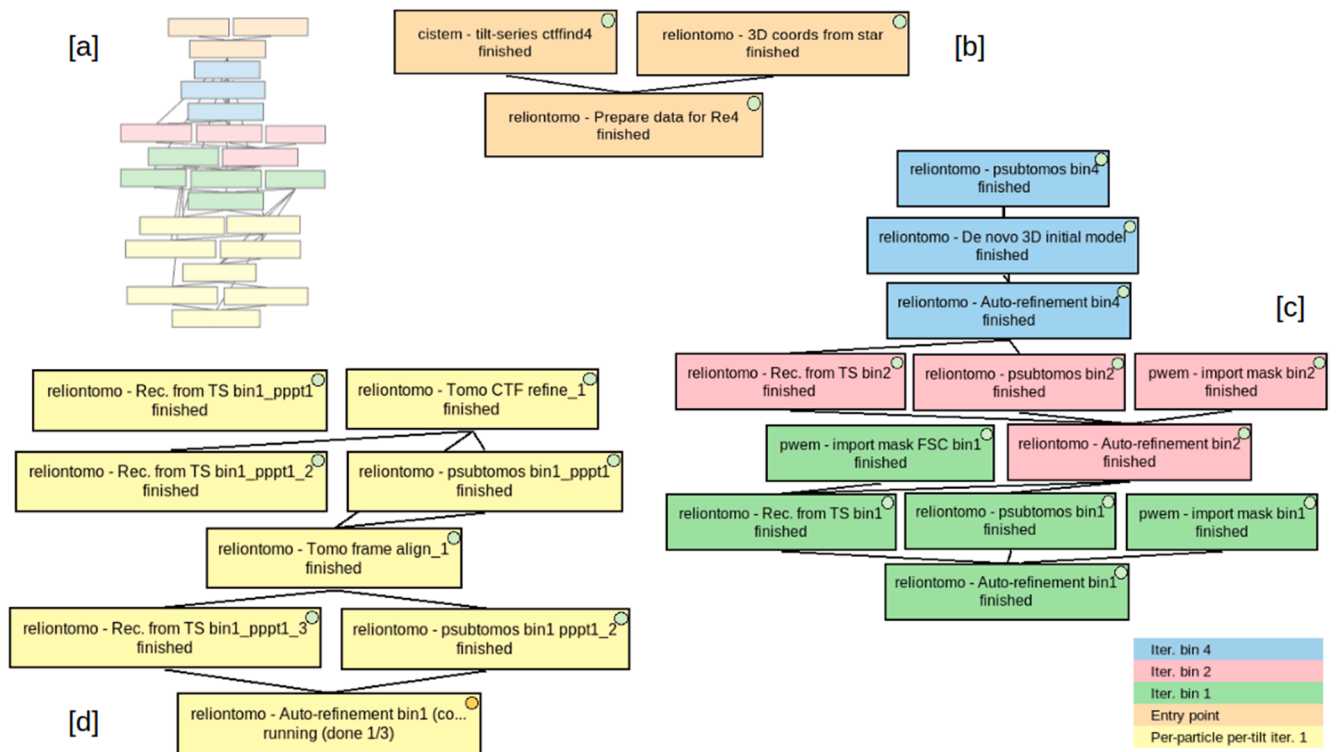 [a]
cistem - tilt-series ctffind4
finished
reliontomo - 3D coords from star
finished
[b]
reliontomo - Prepare data for Re4
finished
reliontomo - psubtomos bin4
finished
reliontomo - De novo 3D initial model
finished
reliontomo - Auto-refinement bin4
finished
[c]
reliontomo - Rec. from TS bin2
finished
reliontomo - psubtomos bin2
finished
pwem - import mask bin2
finished
pwem - import mask FSC bin1
finished
reliontomo - Auto-refinement bin2
finished
reliontomo - Rec. from TS bin1
finished
reliontomo - psubtomos bin1
finished
pwem - import mask bin1
finished
reliontomo - Auto-refinement bin1
finished
reliontomo - Rec. from TS bin1_pppt1
finished
reliontomo - Tomo CTF refine_1
finished
reliontomo - Rec. from TS bin1_pppt1_2
finished
reliontomo - psubtomos bin1_pppt1
finished
reliontomo - Tomo frame align_1
finished
reliontomo - Rec. from TS bin1_pppt1_3
finished
reliontomo - psubtomos bin1 pppt1_2
finished
reliontomo - Auto-refinement bin1 (co...
running (done 1/3)
[d]
Iter. bin 4
Iter. bin 2
Iter. bin 1
Entry point
Per-particle per-tilt iter. 1